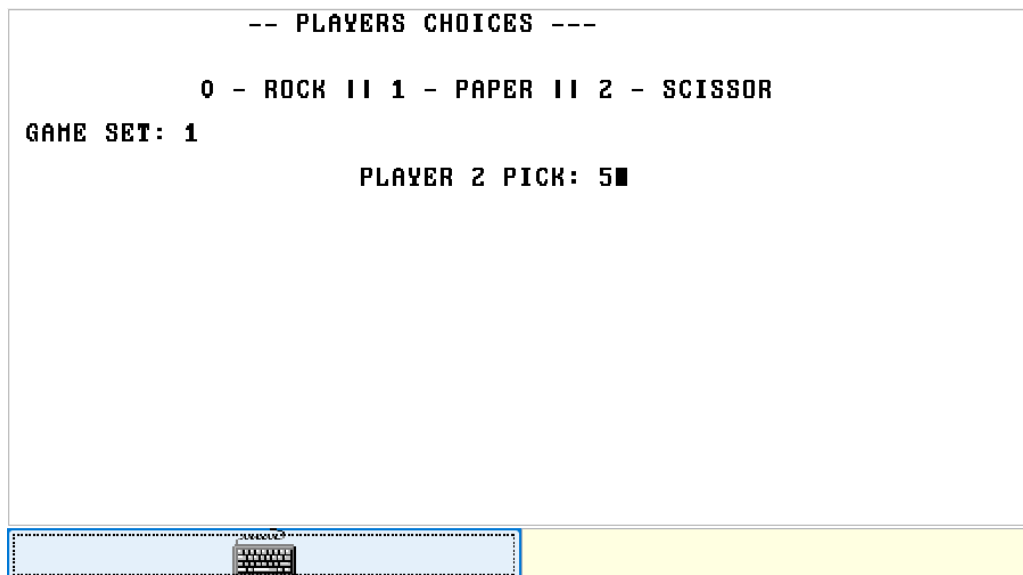 -- PLAYERS CHOICES ---
0 - ROCK || 1 - PAPER || 2 - SCISSOR
GAME SET: 1
PLAYER 2 PICK: 5